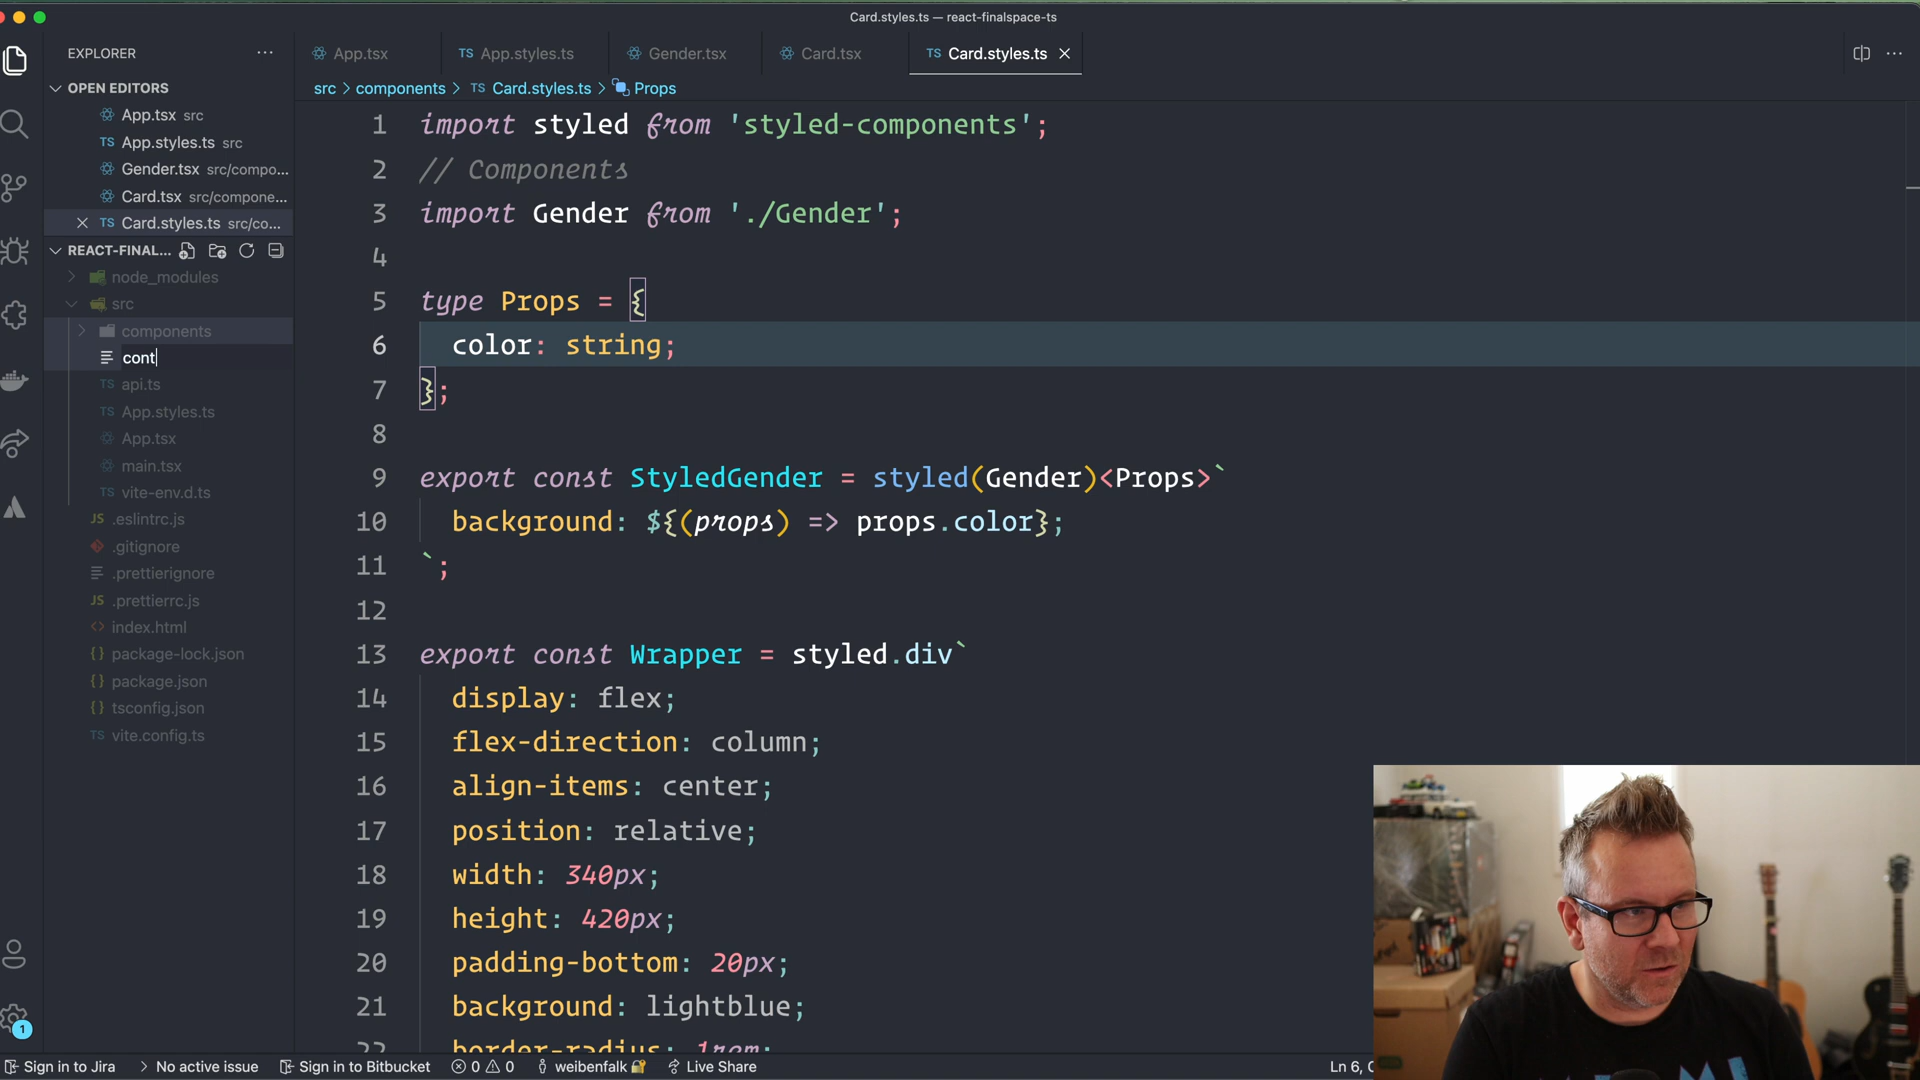 Card.styles.ts — react-finalspace-ts
EXPLORER
App.tsx
App.styles.ts
Gender.tsx
Card.tsx
Card.styles.ts
OPEN EDITORS
App.tsx src
App.styles.ts src
Gender.tsx src/compo...
Card.tsx src/compone...
Card.styles.ts src/co...
REACT-FINAL...
node_modules
src
components
cont
api.ts
App.styles.ts
App.tsx
main.tsx
vite-env.d.ts
.eslintrc.js
.gitignore
.prettierignore
.prettierrc.js
index.html
package-lock.json
package.json
tsconfig.json
vite.config.ts
src > components > TS Card.styles.ts > Props
1 import styled from 'styled-components';
2 // Components
3 import Gender from './Gender';
4
5 type Props = {
6 color: string;
7 };
8
9 export const StyledGender = styled(Gender)<Props>`
10 background: ${(props) => props.color};
11 `;
12
13 export const Wrapper = styled.div`
14 display: flex;
15 flex-direction: column;
16 align-items: center;
17 position: relative;
18 width: 340px;
19 height: 420px;
20 padding-bottom: 20px;
21 background: lightblue;
22 border-radius: 1rem;
1
Sign in to Jira > No active issue Sign in to Bitbucket 0 0 weibenfalk Live Share Ln 6, C